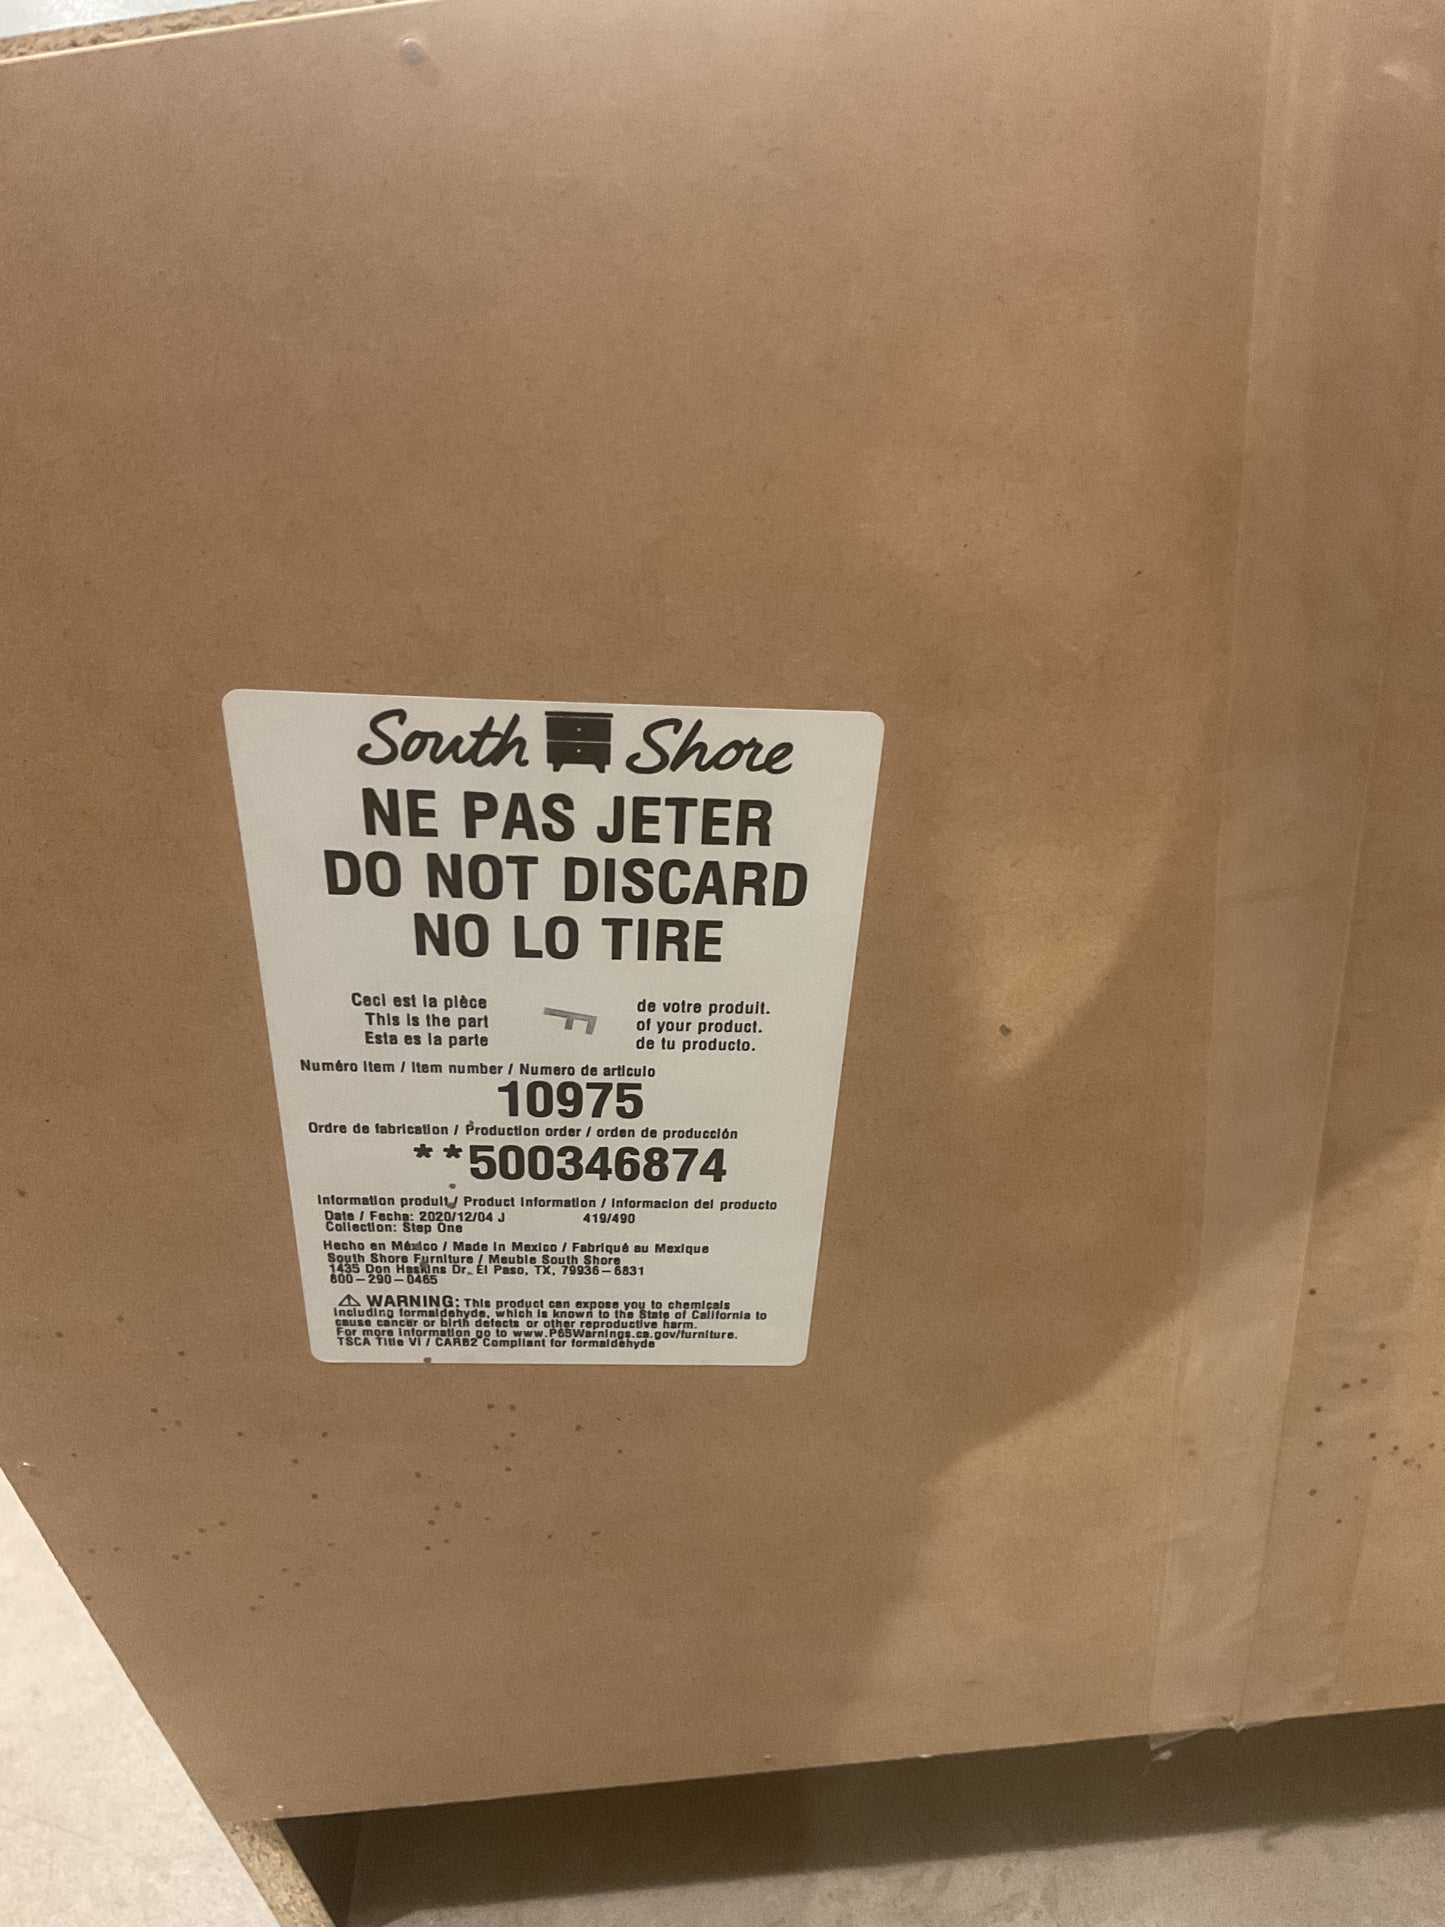 South Shore
NE PAS JETER
DO NOT DISCARD
NO LO TIRE
Ceci est la pièce de votre produit.
This is the part of your product.
Esta es la parte de tu producto.
Numéro item / Item number / Numero de articulo
10975
Ordre de fabrication / Production order / orden de producción
**500346874
Information produit / Product Information / Informacion del producto
Date / Fecha: 2020/12/04 J 419/490
Collection: Step One
Hecho en México / Made in Mexico / Fabriqué au Mexique
South Shore Furniture / Meuble South Shore
1435 Don Haskins Dr. El Paso, TX, 79936-6831
800-290-0465
⚠ WARNING: This product can expose you to chemicals
including formaldehyde, which is known to the State of California to
cause cancer or birth defects or other reproductive harm.
For more information go to www.P65Warnings.ca.gov/furniture.
TSCA Title VI / CARB2 Compliant for formaldehyde